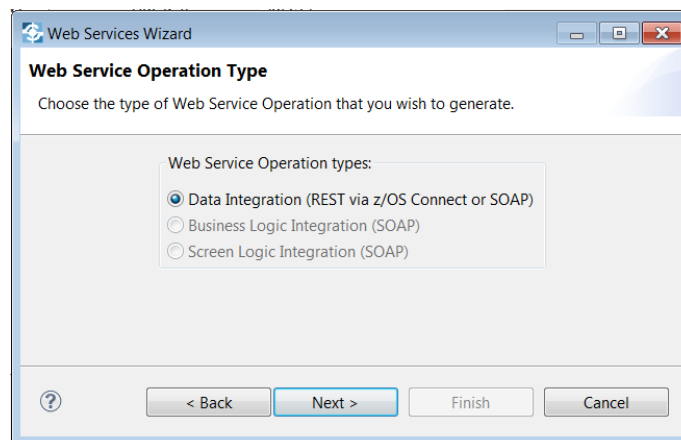 Web Services Wizard
Web Service Operation Type
Choose the type of Web Service Operation that you wish to generate.
Web Service Operation types:
Data Integration (REST via z/OS Connect or SOAP)
Business Logic Integration (SOAP)
Screen Logic Integration (SOAP)
? < Back Next > Finish Cancel